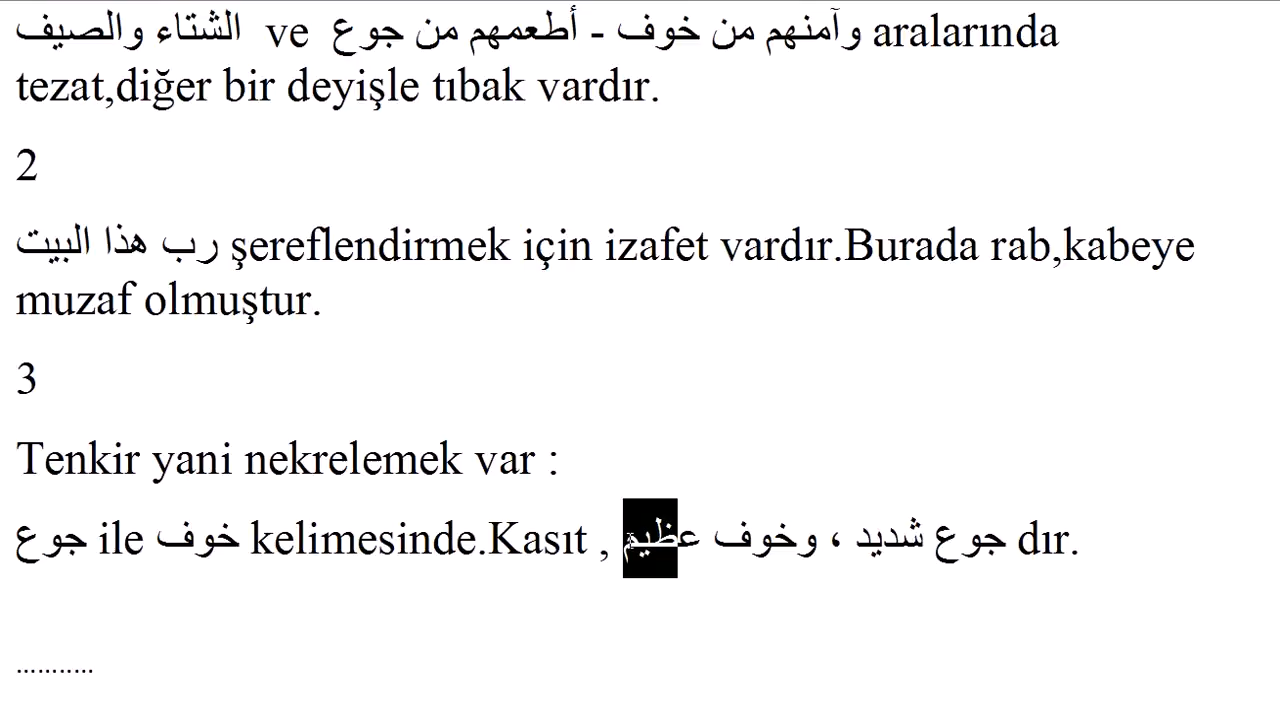 الشتاء والصيف ve أطعمهم من جوع - وآمنهم من خوف aralarında
tezat,diğer bir deyişle tıbak vardır.
2
رب هذا البيت şereflendirmek için izafet vardır.Burada rab,kabeye
muzaf olmuştur.
3
Tenkir yani nekrelemek var :
جوع ile خوف kelimesinde.Kasıt , جوع شديد ، وخوف عظيم dır.
...........